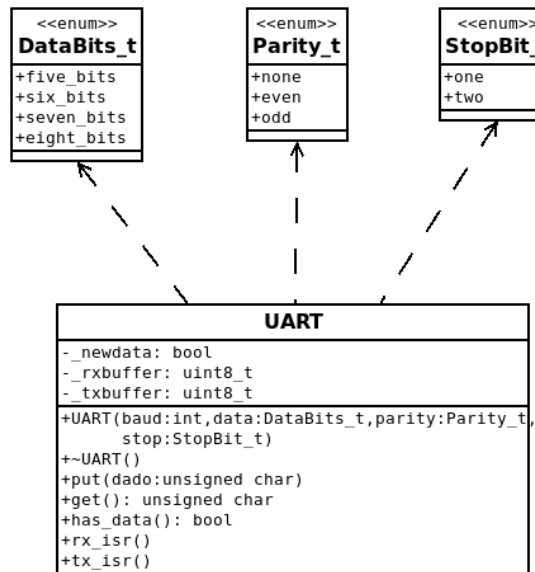 <<enum>>
DataBits_t
+five_bits
+six_bits
+seven_bits
+eight_bits
<<enum>>
Parity_t
+none
+even
+odd
<<enum>>
StopBit_
+one
+two
UART
-_newdata: bool
-_rxbuffer: uint8_t
-_txbuffer: uint8_t
+UART(baud:int,data:DataBits_t,parity:Parity_t,
stop:StopBit_t)
+~UART()
+put(dado:unsigned char)
+get(): unsigned char
+has_data(): bool
+rx_isr()
+tx_isr()